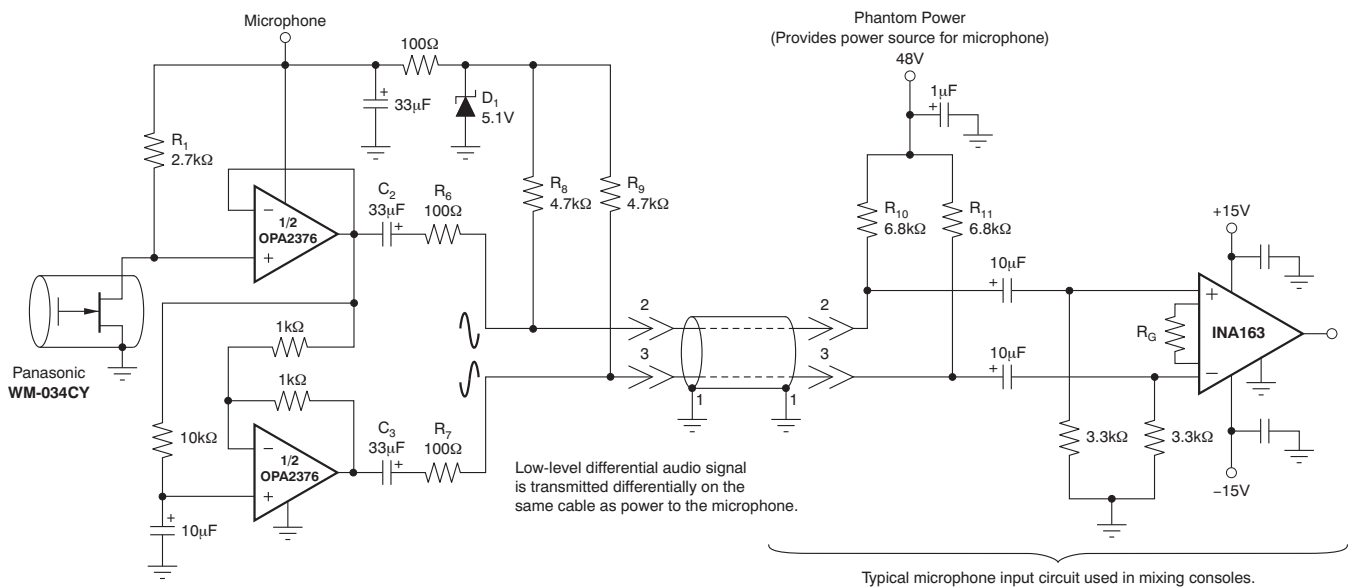 Microphone
100Ω
+
33μF
D1
5.1V
R1
2.7kΩ
−
1/2
OPA2376
+
C2
33μF
+
R6
100Ω
R8
4.7kΩ
R9
4.7kΩ
Panasonic
WM-034CY
1kΩ
1kΩ
10kΩ
−
1/2
OPA2376
+
C3
33μF
+
R7
100Ω
+
10μF
2
3
1
2
3
1
Low-level differential audio signal
is transmitted differentially on the
same cable as power to the microphone.
Phantom Power
(Provides power source for microphone)
48V
1μF
+
R10
6.8kΩ
R11
6.8kΩ
10μF
+
10μF
+
+15V
+
RG
INA163
−
3.3kΩ
3.3kΩ
−15V
Typical microphone input circuit used in mixing consoles.